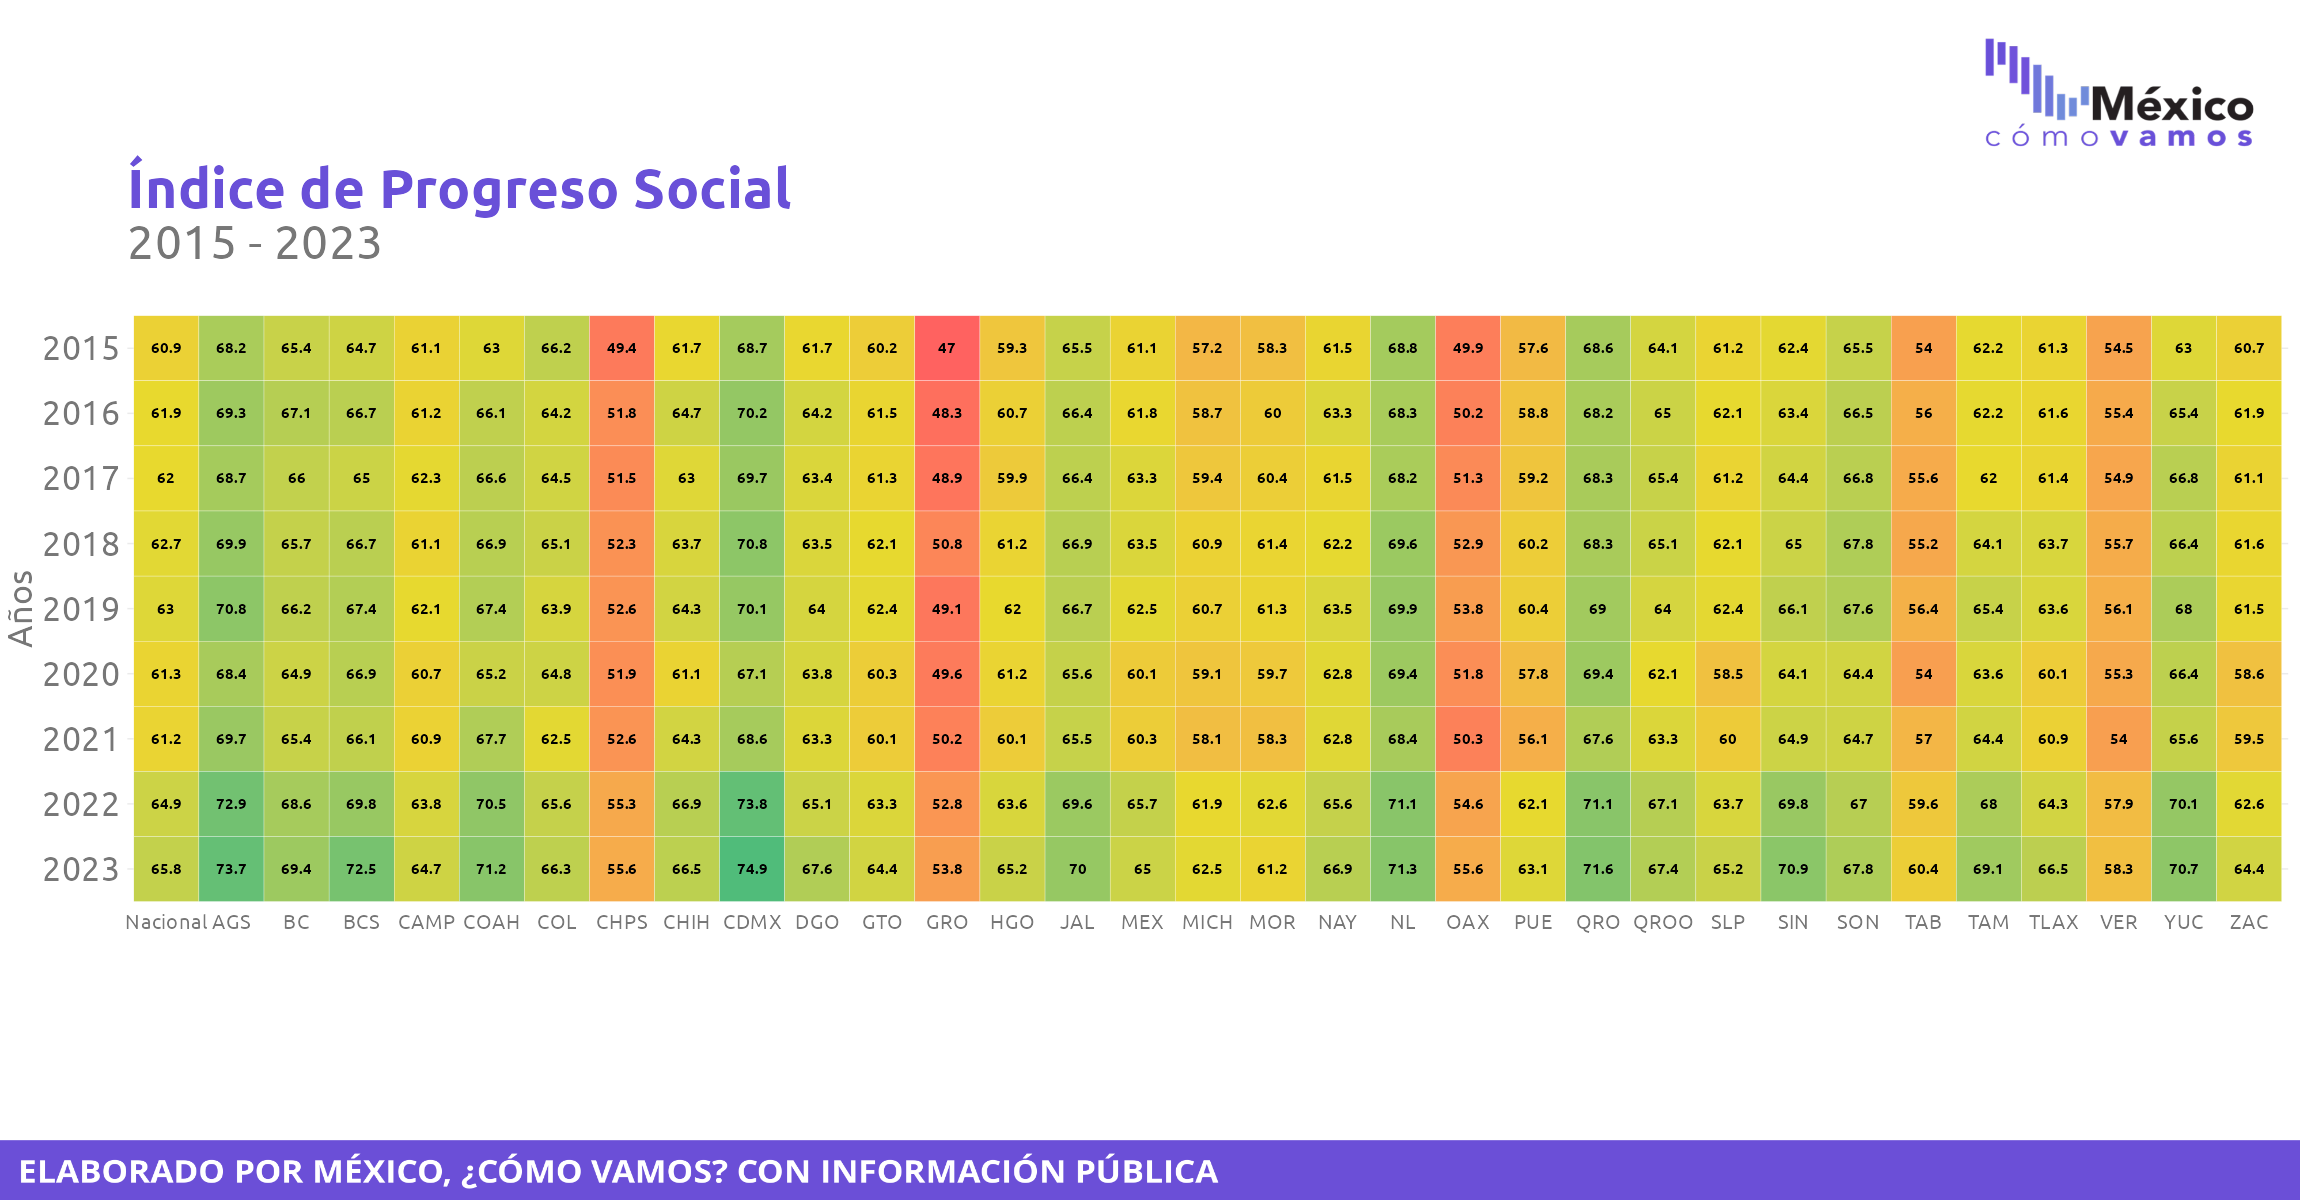 México
cómovamos
Índice de Progreso Social
2015 - 2023
Años
2015 60.9 68.2 65.4 64.7 61.1 63 66.2 49.4 61.7 68.7 61.7 60.2 47 59.3 65.5 61.1 57.2 58.3 61.5 68.8 49.9 57.6 68.6 64.1 61.2 62.4 65.5 54 62.2 61.3 54.5 63 60.7
2016 61.9 69.3 67.1 66.7 61.2 66.1 64.2 51.8 64.7 70.2 64.2 61.5 48.3 60.7 66.4 61.8 58.7 60 63.3 68.3 50.2 58.8 68.2 65 62.1 63.4 66.5 56 62.2 61.6 55.4 65.4 61.9
2017 62 68.7 66 65 62.3 66.6 64.5 51.5 63 69.7 63.4 61.3 48.9 59.9 66.4 63.3 59.4 60.4 61.5 68.2 51.3 59.2 68.3 65.4 61.2 64.4 66.8 55.6 62 61.4 54.9 66.8 61.1
2018 62.7 69.9 65.7 66.7 61.1 66.9 65.1 52.3 63.7 70.8 63.5 62.1 50.8 61.2 66.9 63.5 60.9 61.4 62.2 69.6 52.9 60.2 68.3 65.1 62.1 65 67.8 55.2 64.1 63.7 55.7 66.4 61.6
2019 63 70.8 66.2 67.4 62.1 67.4 63.9 52.6 64.3 70.1 64 62.4 49.1 62 66.7 62.5 60.7 61.3 63.5 69.9 53.8 60.4 69 64 62.4 66.1 67.6 56.4 65.4 63.6 56.1 68 61.5
2020 61.3 68.4 64.9 66.9 60.7 65.2 64.8 51.9 61.1 67.1 63.8 60.3 49.6 61.2 65.6 60.1 59.1 59.7 62.8 69.4 51.8 57.8 69.4 62.1 58.5 64.1 64.4 54 63.6 60.1 55.3 66.4 58.6
2021 61.2 69.7 65.4 66.1 60.9 67.7 62.5 52.6 64.3 68.6 63.3 60.1 50.2 60.1 65.5 60.3 58.1 58.3 62.8 68.4 50.3 56.1 67.6 63.3 60 64.9 64.7 57 64.4 60.9 54 65.6 59.5
2022 64.9 72.9 68.6 69.8 63.8 70.5 65.6 55.3 66.9 73.8 65.1 63.3 52.8 63.6 69.6 65.7 61.9 62.6 65.6 71.1 54.6 62.1 71.1 67.1 63.7 69.8 67 59.6 68 64.3 57.9 70.1 62.6
2023 65.8 73.7 69.4 72.5 64.7 71.2 66.3 55.6 66.5 74.9 67.6 64.4 53.8 65.2 70 65 62.5 61.2 66.9 71.3 55.6 63.1 71.6 67.4 65.2 70.9 67.8 60.4 69.1 66.5 58.3 70.7 64.4
Nacional AGS BC BCS CAMP COAH COL CHPS CHIH CDMX DGO GTO GRO HGO JAL MEX MICH MOR NAY NL OAX PUE QRO QROO SLP SIN SON TAB TAM TLAX VER YUC ZAC
ELABORADO POR MÉXICO, ¿CÓMO VAMOS? CON INFORMACIÓN PÚBLICA